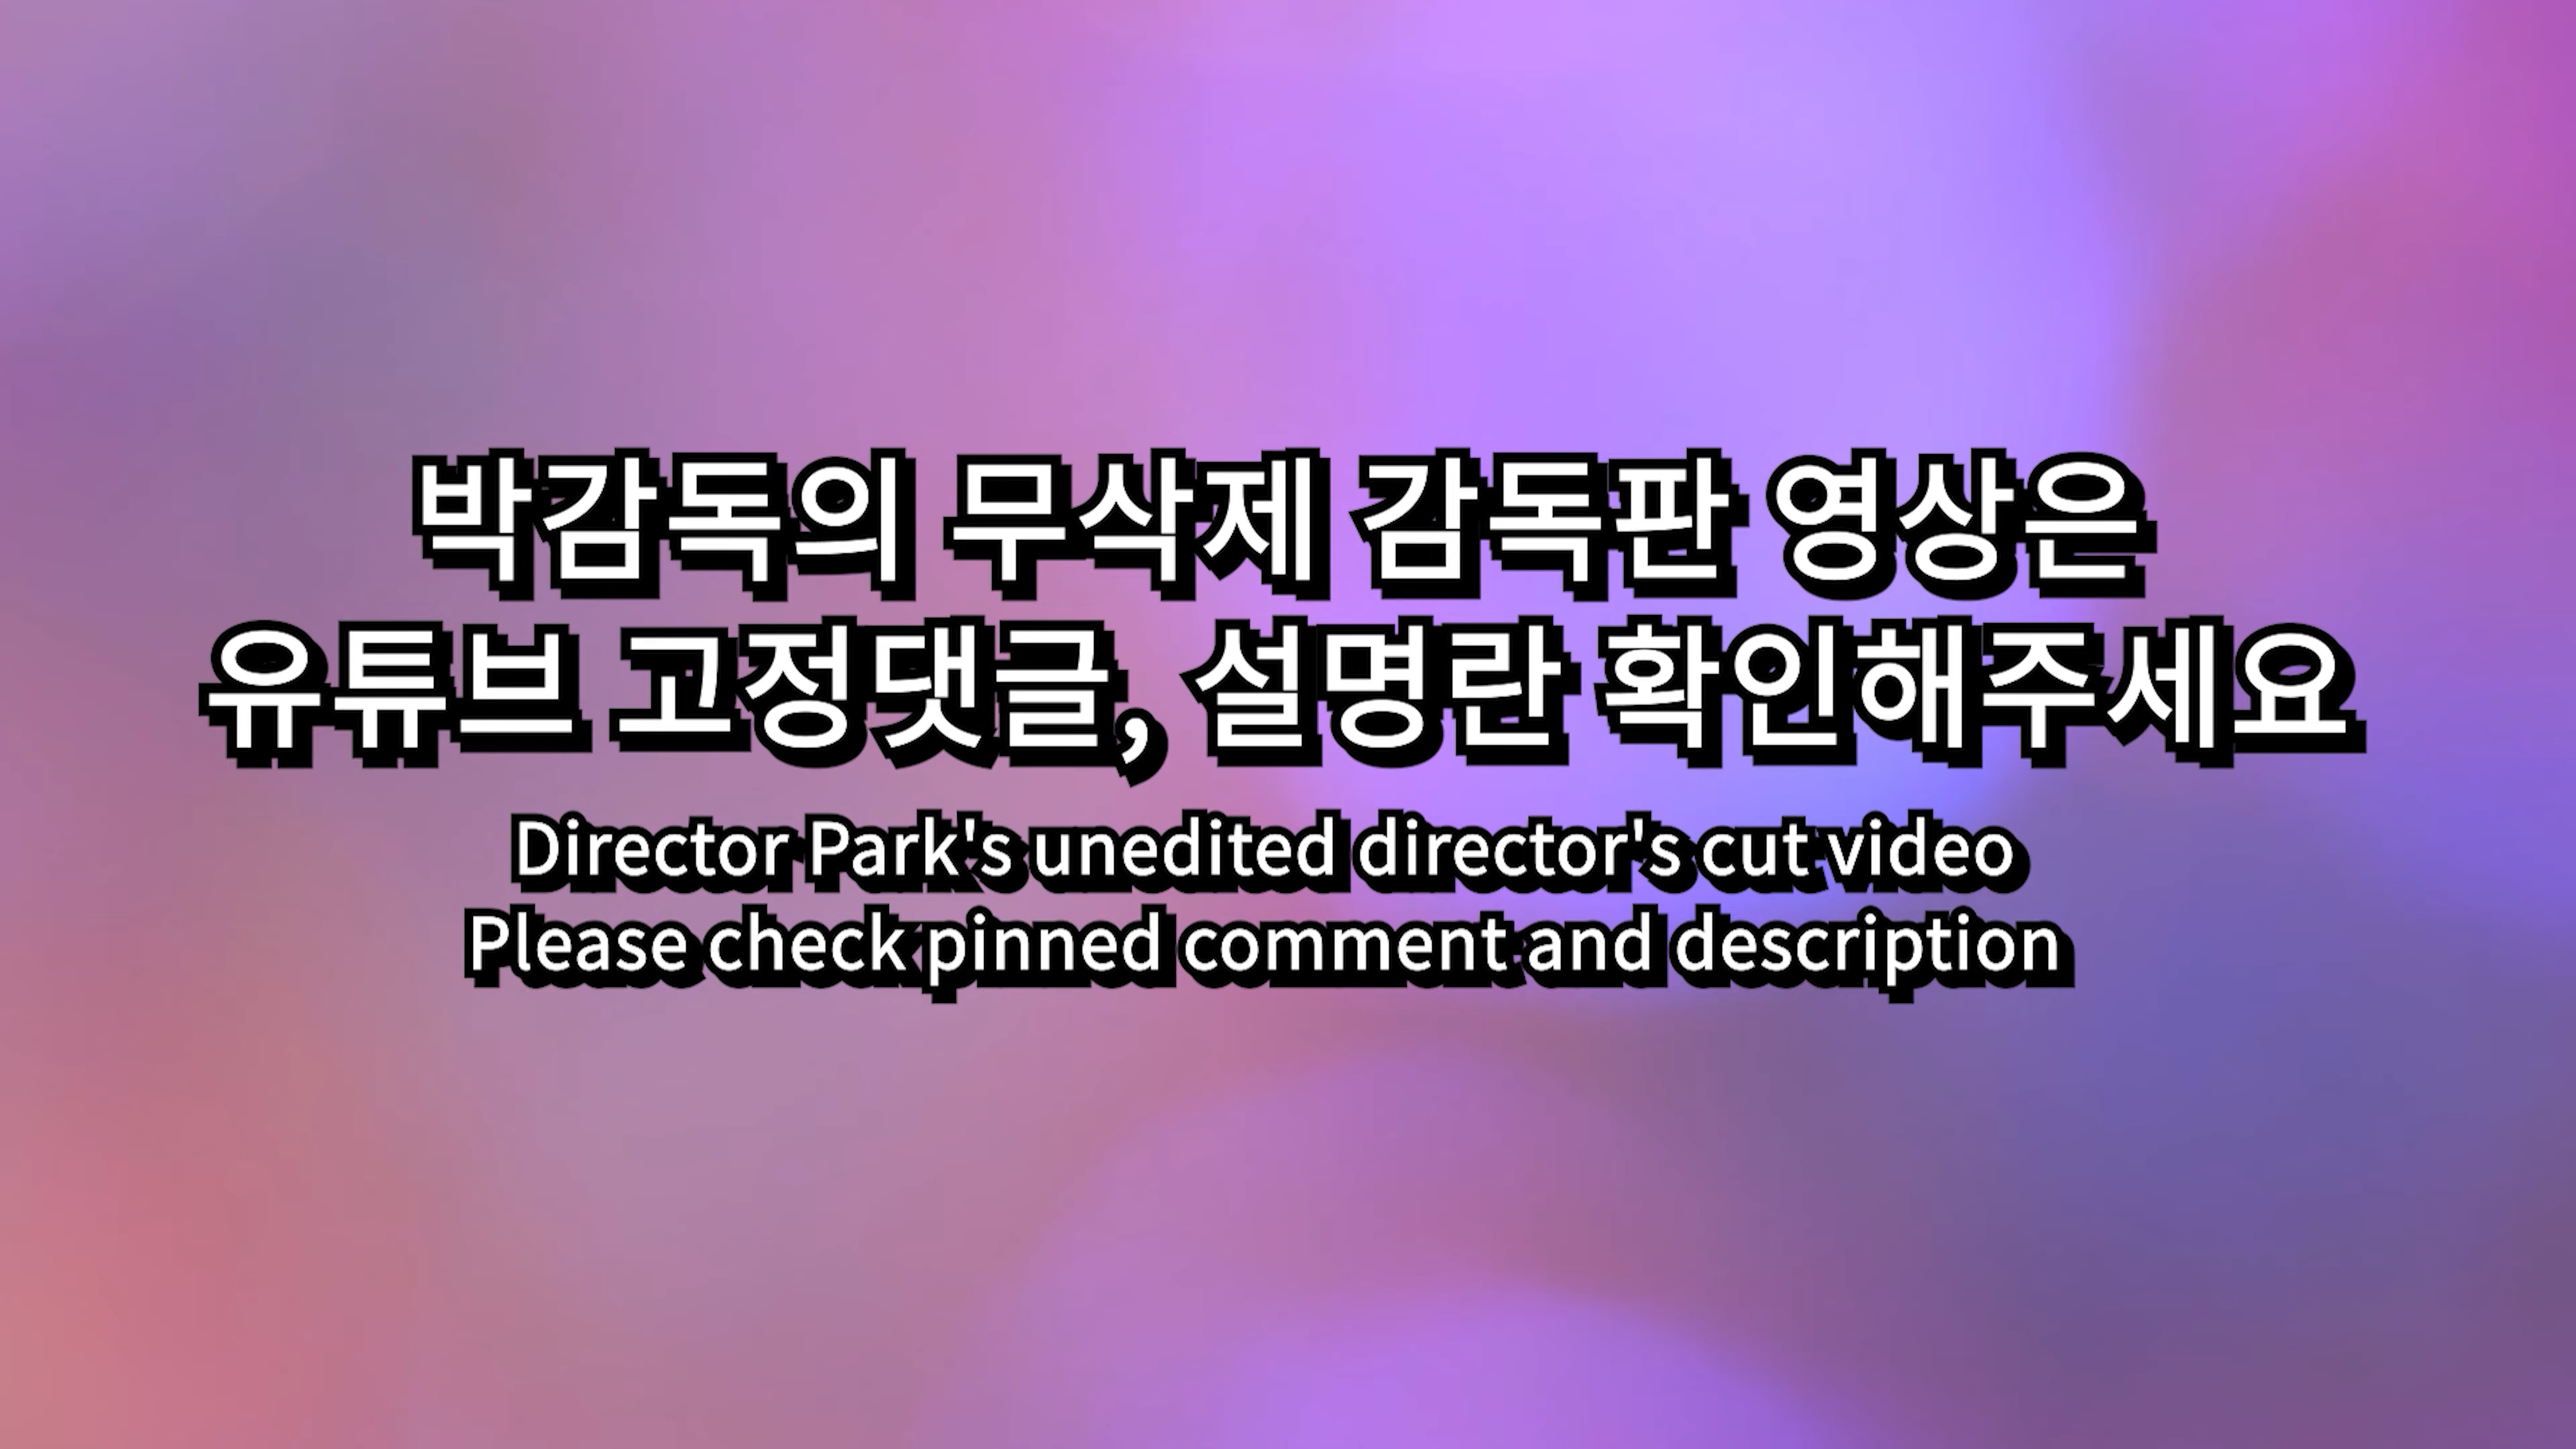 박감독의 무삭제 감독판 영상은
유튜브 고정댓글, 설명란 확인해주세요
Director Park's unedited director's cut video
Please check pinned comment and description